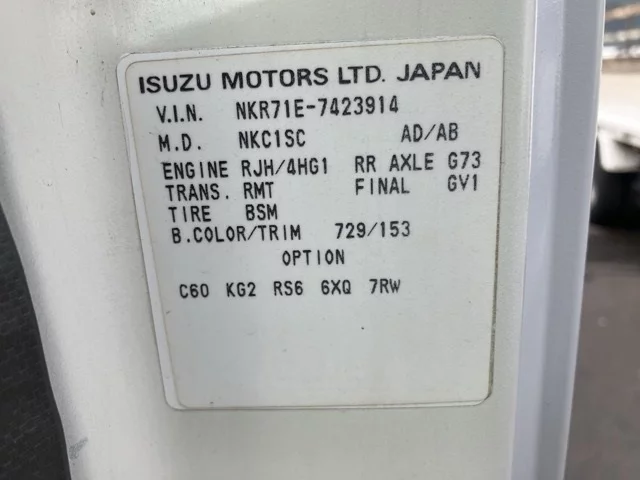 ISUZU MOTORS LTD. JAPAN
V.I.N. NKR71E-7423914
M.D. NKC1SC AD/AB
ENGINE RJH/4HG1 RR AXLE G73
TRANS. RMT FINAL GV1
TIRE BSM
B.COLOR/TRIM 729/153
OPTION
C60 KG2 RS6 6XQ 7RW